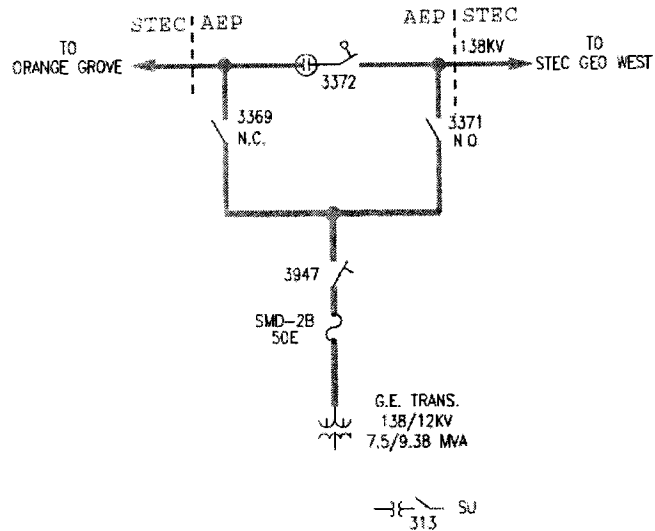 STEC AEP
AEP STEC
TO
ORANGE GROVE
138KV
TO
STEC GEO WEST
3372
3369
N.C.
3371
N.O
3947
SMD-2B
50E
G.E. TRANS.
138/12KV
7.5/9.38 MVA
313
SU